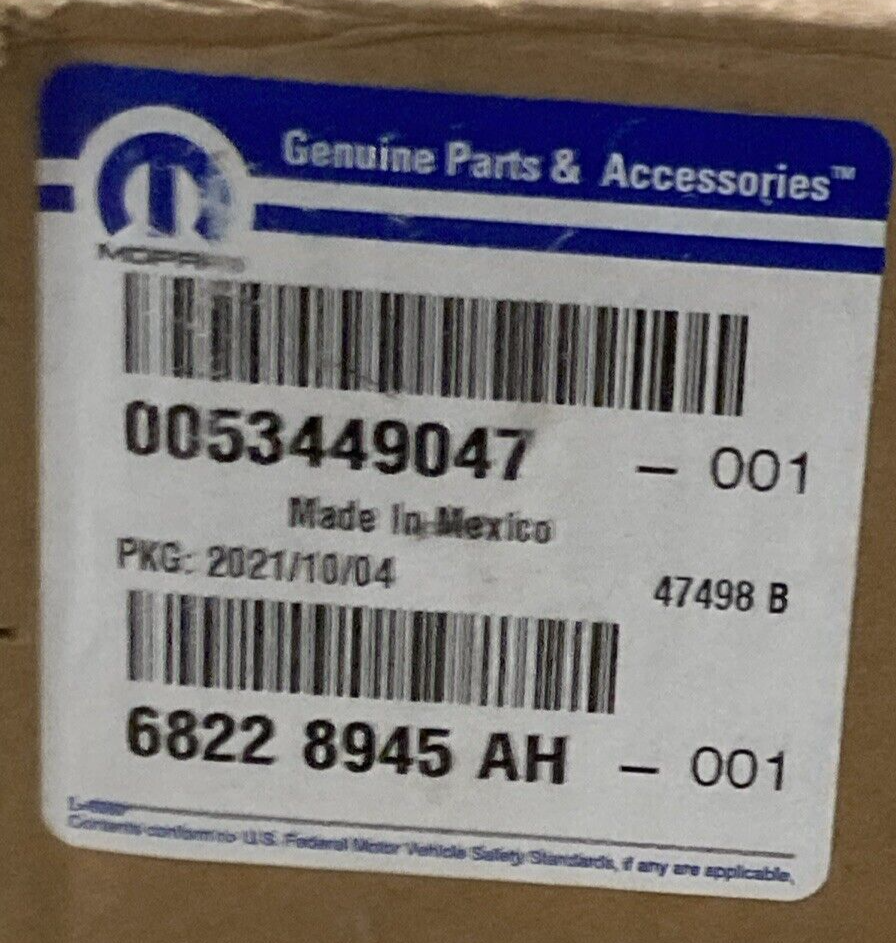 Genuine Parts & Accessories™
MOPAR
0053449047 - 001
Made In Mexico
PKG: 2021/10/04
47498 B
6822 8945 AH - 001
Contents conform to U.S. Federal Motor Vehicle Safety Standards, if any are applicable.